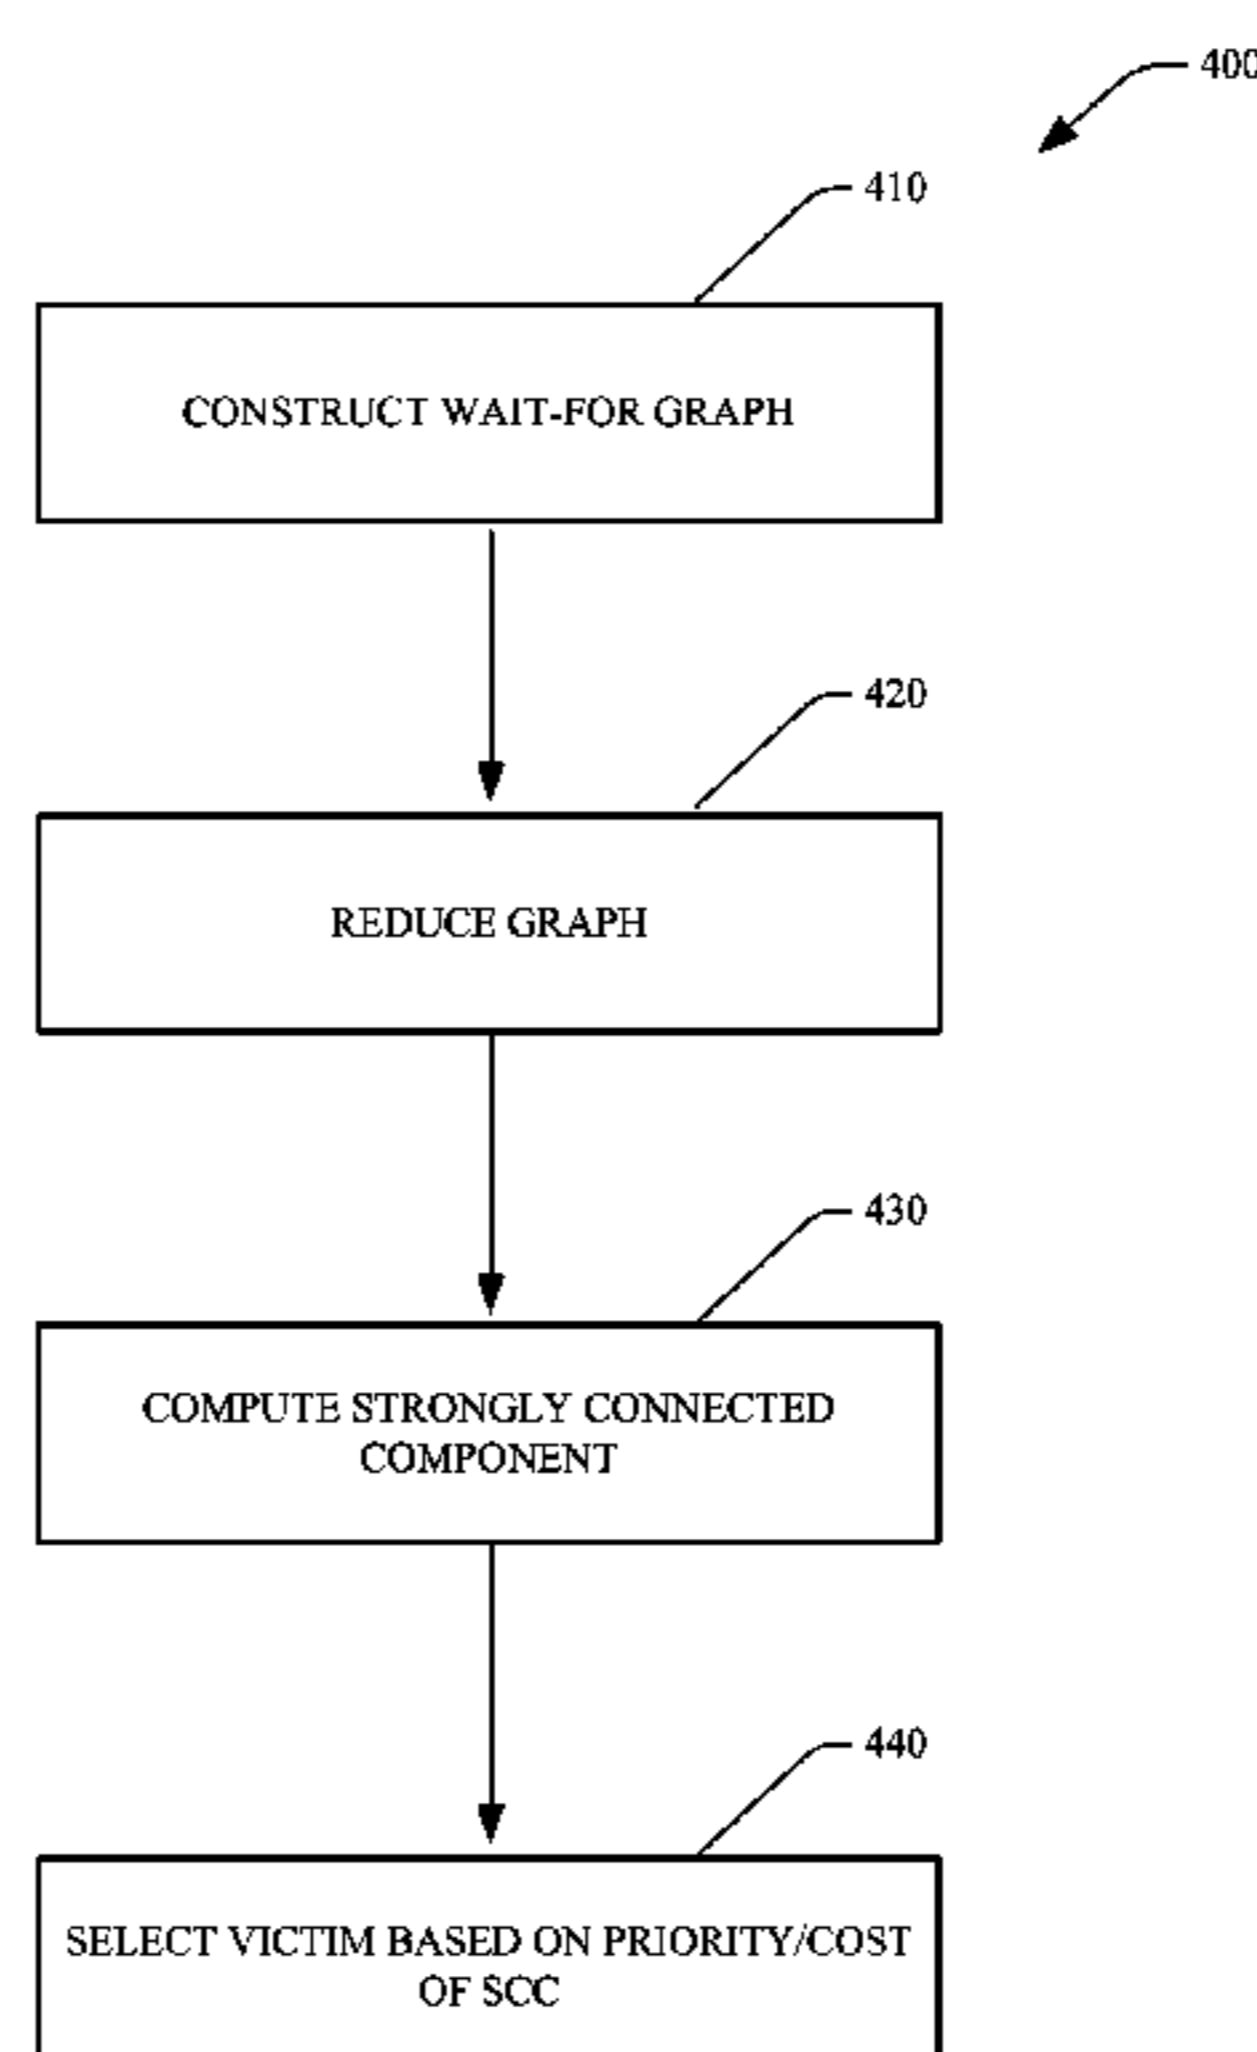 400
410
CONSTRUCT WAIT-FOR GRAPH
420
REDUCE GRAPH
430
COMPUTE STRONGLY CONNECTED
COMPONENT
440
SELECT VICTIM BASED ON PRIORITY/COST
OF SCC